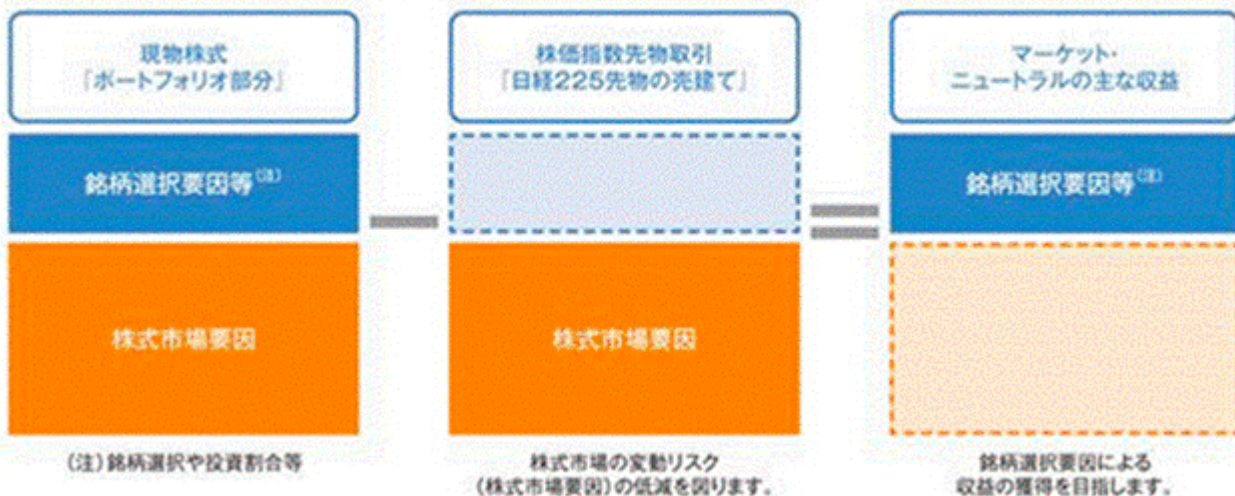 現物株式
『ポートフォリオ部分』
銘柄選択要因等(注)
株式市場要因
(注)銘柄選択や投資割合等
株価指数先物取引
『日経225先物の売建て』
株式市場要因
株式市場の変動リスク
(株式市場要因)の低減を図ります。
マーケット・
ニュートラルの主な収益
銘柄選択要因等(注)
銘柄選択要因による
収益の獲得を目指します。